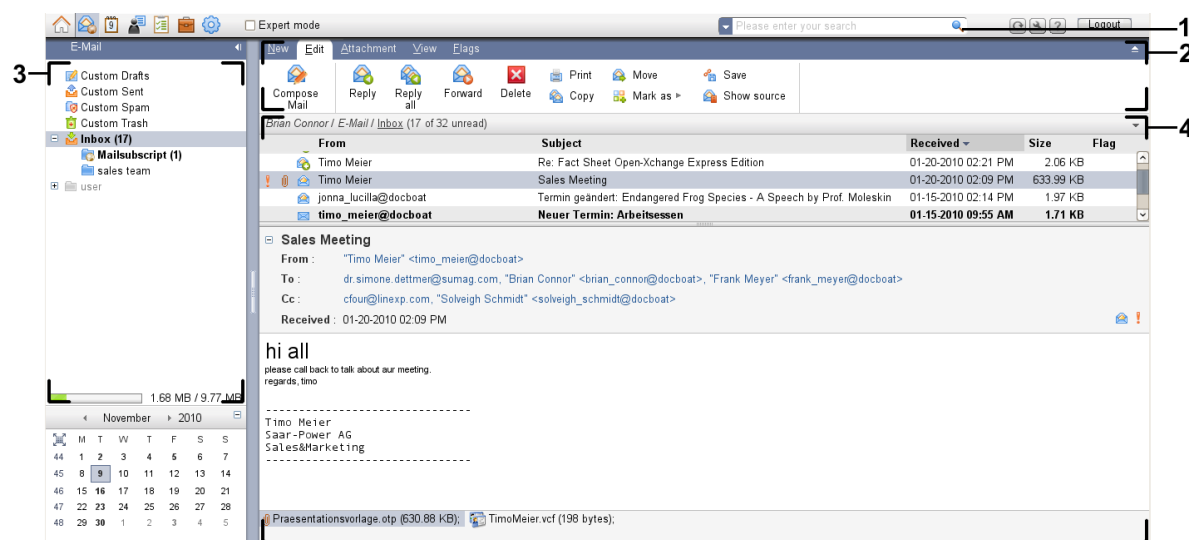 9 Expert mode Please enter your search ? Logout 1
E-Mail New Edit Attachment View Flags 2
3
Custom Drafts
Custom Sent
Custom Spam
Custom Trash
Inbox (17)
Mailsubscript (1)
sales team
user
1.68 MB / 9.77 MB
November 2010
M T W T F S S
44 1 2 3 4 5 6 7
45 8 9 10 11 12 13 14
46 15 16 17 18 19 20 21
47 22 23 24 25 26 27 28
48 29 30 1 2 3 4 5
Compose Mail
Reply
Reply all
Forward
Delete
Print
Copy
Move
Mark as
Save
Show source
Brian Connor / E-Mail / Inbox (17 of 32 unread) 4
From Subject Received Size Flag
Timo Meier Re: Fact Sheet Open-Xchange Express Edition 01-20-2010 02:21 PM 2.06 KB
! Timo Meier Sales Meeting 01-20-2010 02:09 PM 633.99 KB
jonna_lucilla@docboat Termin geändert: Endangered Frog Species - A Speech by Prof. Moleskin 01-15-2010 02:14 PM 1.97 KB
timo_meier@docboat Neuer Termin: Arbeitsessen 01-15-2010 09:55 AM 1.71 KB
Sales Meeting
From : "Timo Meier" <timo_meier@docboat>
To : dr.simone.dettmer@sumag.com, "Brian Connor" <brian_connor@docboat>, "Frank Meyer" <frank_meyer@docboat>
Cc : cfour@linexp.com, "Solveigh Schmidt" <solveigh_schmidt@docboat>
Received : 01-20-2010 02:09 PM !
hi all
please call back to talk about aur meeting.
regards, timo
------------------------------
Timo Meier
Saar-Power AG
Sales&Marketing
------------------------------
Praesentationsvorlage.otp (630.88 KB); TimoMeier.vcf (198 bytes);